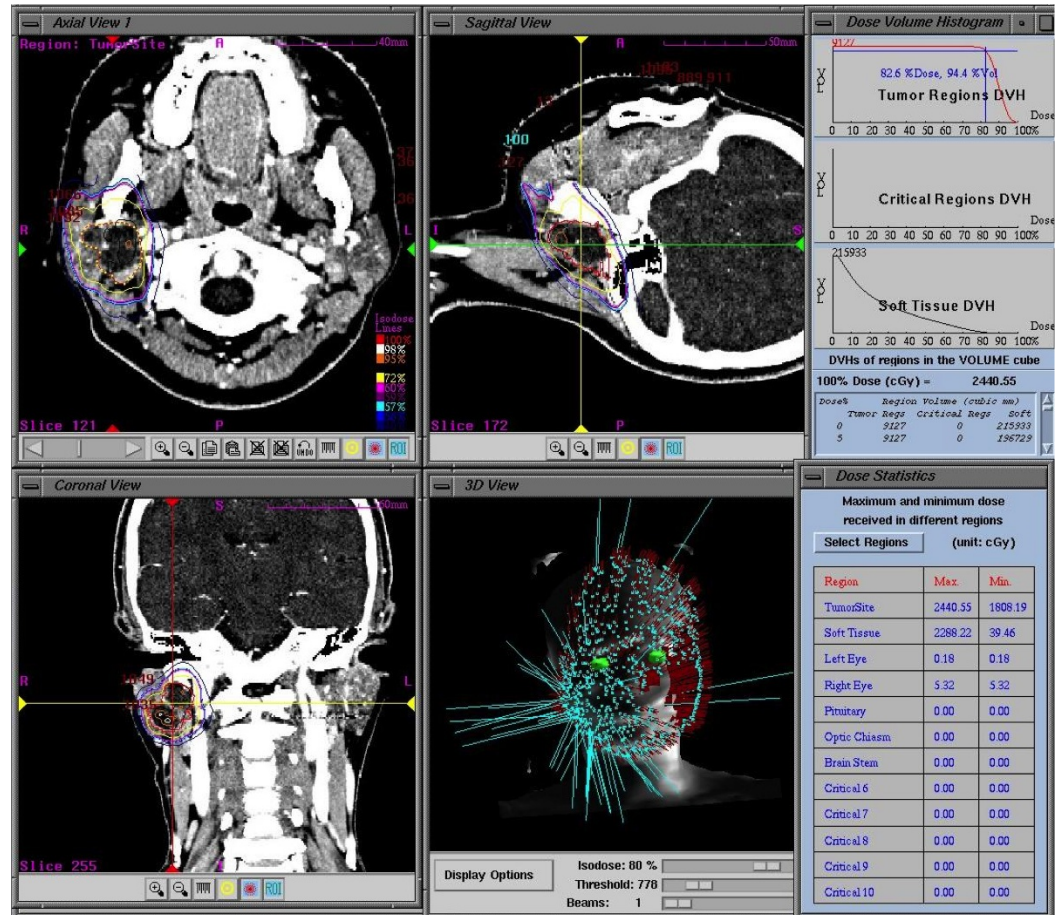 Axial View 1
Region: TumorSite
A
40mm
R
L
Isodose
Lines
100%
98%
95%
72%
60%
57%
Slice 121
P
UNDO
ROI
Sagittal View
A
50mm
100
I
P
S
Slice 172
P
ROI
Dose Volume Histogram
9127
82.6 %Dose, 94.4 %Vol
VOL
Tumor Regions DVH
Dose
0 10 20 30 40 50 60 70 80 90 100%
VOL
Critical Regions DVH
Dose
0 10 20 30 40 50 60 70 80 90 100%
215933
VOL
Soft Tissue DVH
Dose
0 10 20 30 40 50 60 70 80 90 100%
DVHs of regions in the VOLUME cube
100% Dose (cGy) = 2440.55
Dose% Region Volume (cubic mm)
Tumor Regs Critical Regs Soft
0 9127 0 215933
5 9127 0 196729
Coronal View
S
50mm
R
L
Slice 255
I
ROI
3D View
Display Options
Isodose: 80 %
Threshold: 778
Beams: 1
Dose Statistics
Maximum and minimum dose
received in different regions
Select Regions (unit: cGy)
Region Max. Min.
TumorSite 2440.55 1808.19
Soft Tissue 2288.22 39.46
Left Eye 0.18 0.18
Right Eye 5.32 5.32
Pituitary 0.00 0.00
Optic Chiasm 0.00 0.00
Brain Stem 0.00 0.00
Critical 6 0.00 0.00
Critical 7 0.00 0.00
Critical 8 0.00 0.00
Critical 9 0.00 0.00
Critical 10 0.00 0.00